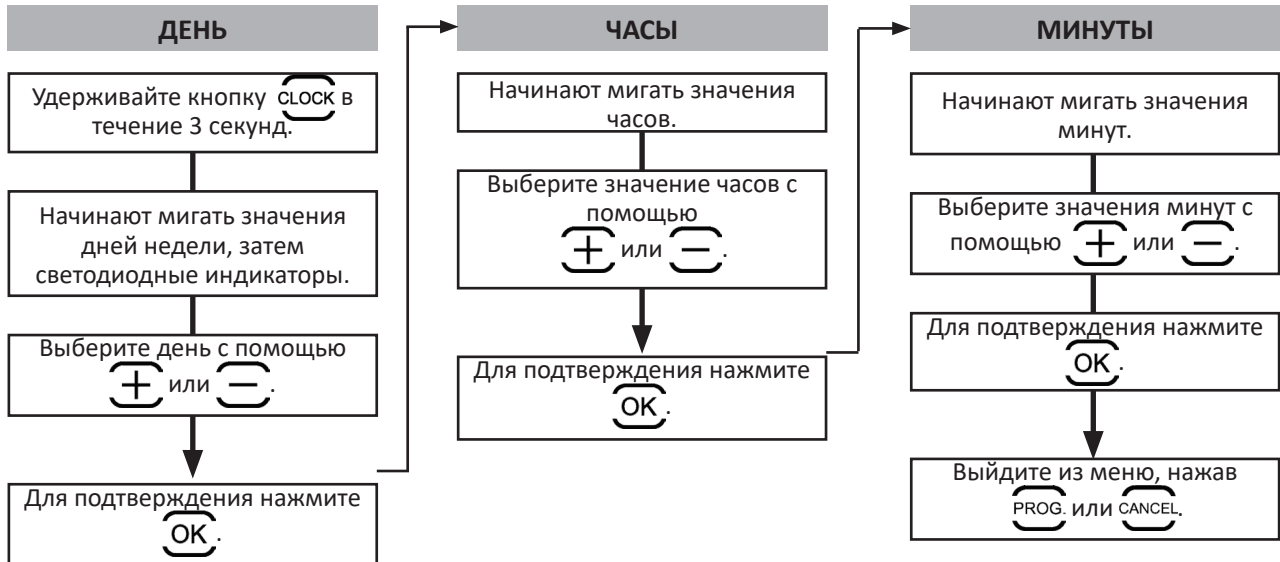 ДЕНЬ
Удерживайте кнопку CLOCK в
течение 3 секунд.
Начинают мигать значения
дней недели, затем
светодиодные индикаторы.
Выберите день с помощью
+ или −.
Для подтверждения нажмите
OK.
ЧАСЫ
Начинают мигать значения
часов.
Выберите значение часов с
помощью
+ или −.
Для подтверждения нажмите
OK.
МИНУТЫ
Начинают мигать значения
минут.
Выберите значения минут с
помощью + или −.
Для подтверждения нажмите
OK.
Выйдите из меню, нажав
PROG. или CANCEL.